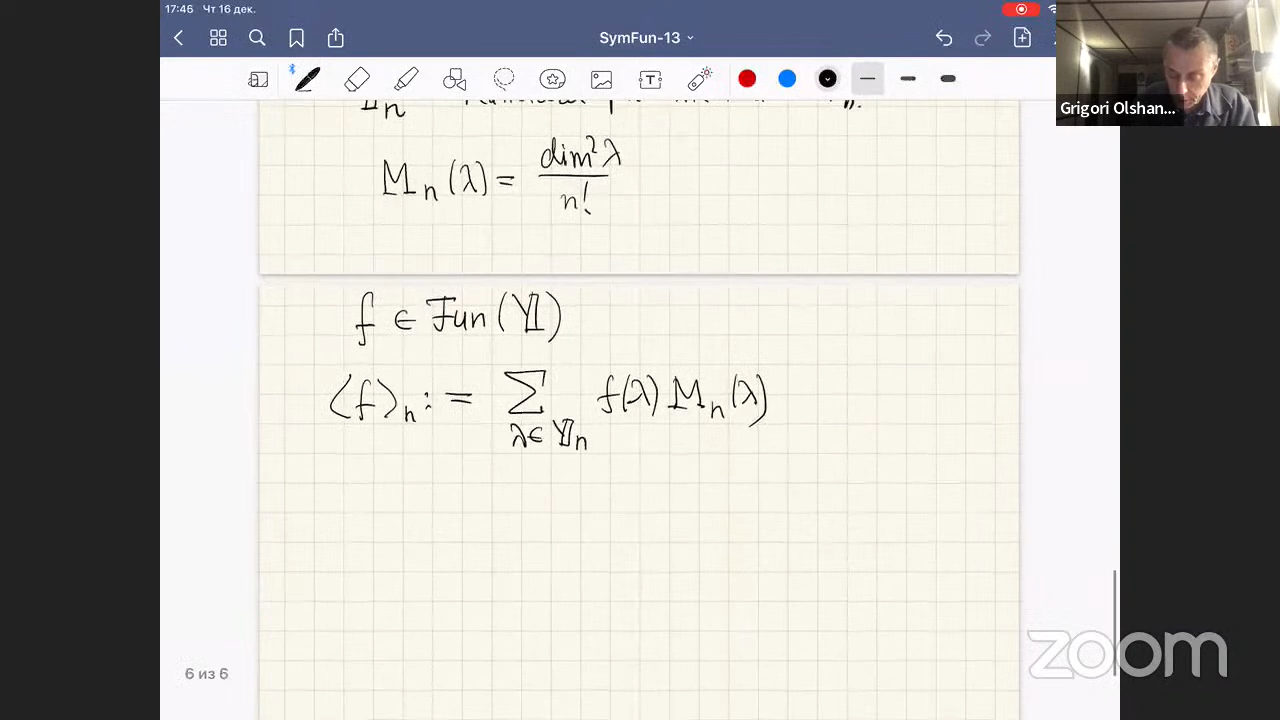 17:46 Чт 16 дек.
SymFun-13
Grigori Olshan...
𝕐n
M_n(λ) = dim²λ / n!
f ∈ Fun(𝕐)
⟨f⟩_n := ∑_{λ∈𝕐_n} f(λ) M_n(λ)
6 из 6
zoom